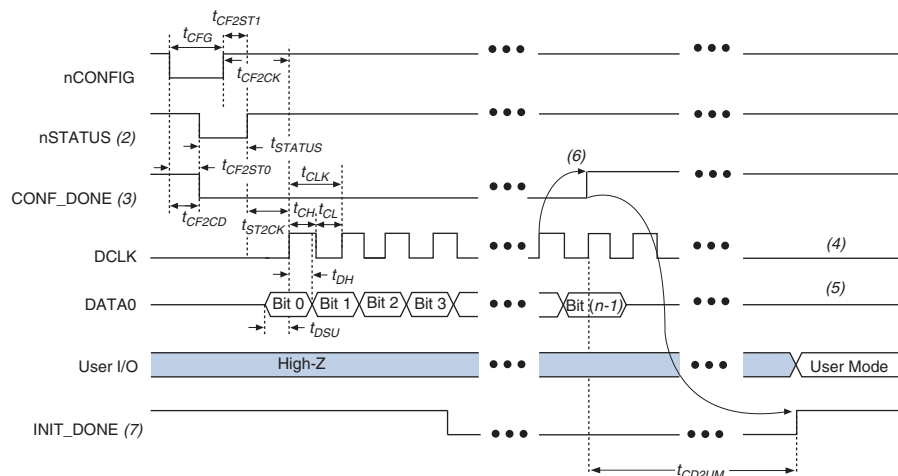 tCF2ST1
tCFG
nCONFIG
tCF2CK
nSTATUS (2)
tSTATUS
tCF2ST0
tCLK
(6)
CONF_DONE (3)
tCF2CD
tCH
tCL
tST2CK
DCLK
(4)
tDH
DATA0
Bit 0
Bit 1
Bit 2
Bit 3
Bit (n-1)
(5)
tDSU
User I/O
High-Z
User Mode
INIT_DONE (7)
tCD2UM